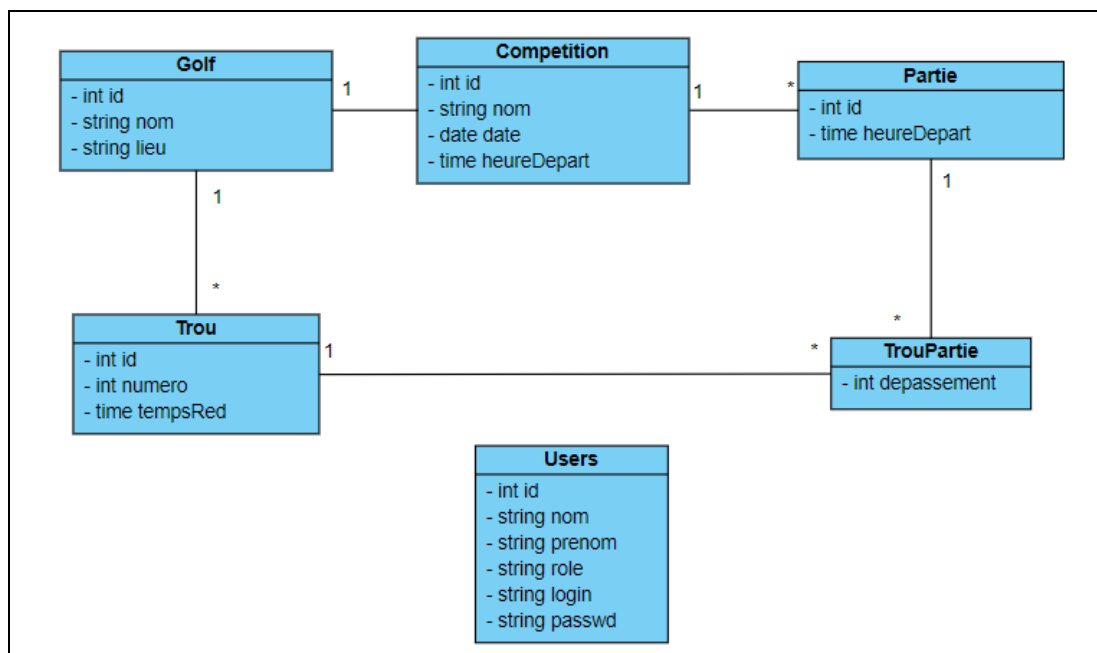 Golf
- int id
- string nom
- string lieu
1
Competition
- int id
- string nom
- date date
- time heureDepart
1
*
Partie
- int id
- time heureDepart
1
1
*
*
Trou
- int id
- int numero
- time tempsRed
1
*
TrouPartie
- int depassement
Users
- int id
- string nom
- string prenom
- string role
- string login
- string passwd